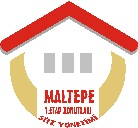 MALTEPE
1.ETAP KONUTLARI
SİTE YÖNETİMİ